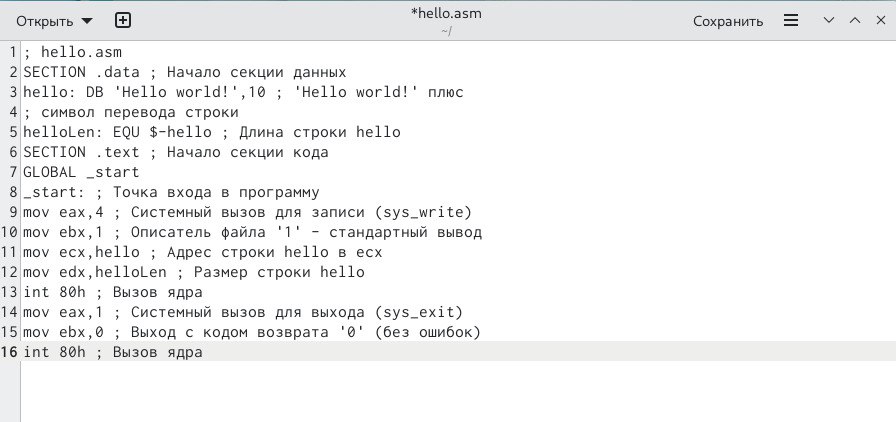 Открыть
*hello.asm
~/
Сохранить
1 ; hello.asm
2 SECTION .data ; Начало секции данных
3 hello: DB 'Hello world!',10 ; 'Hello world!' плюс
4 ; символ перевода строки
5 helloLen: EQU $-hello ; Длина строки hello
6 SECTION .text ; Начало секции кода
7 GLOBAL _start
8 _start: ; Точка входа в программу
9 mov eax,4 ; Системный вызов для записи (sys_write)
10 mov ebx,1 ; Описатель файла '1' - стандартный вывод
11 mov ecx,hello ; Адрес строки hello в ecx
12 mov edx,helloLen ; Размер строки hello
13 int 80h ; Вызов ядра
14 mov eax,1 ; Системный вызов для выхода (sys_exit)
15 mov ebx,0 ; Выход с кодом возврата '0' (без ошибок)
16 int 80h ; Вызов ядра